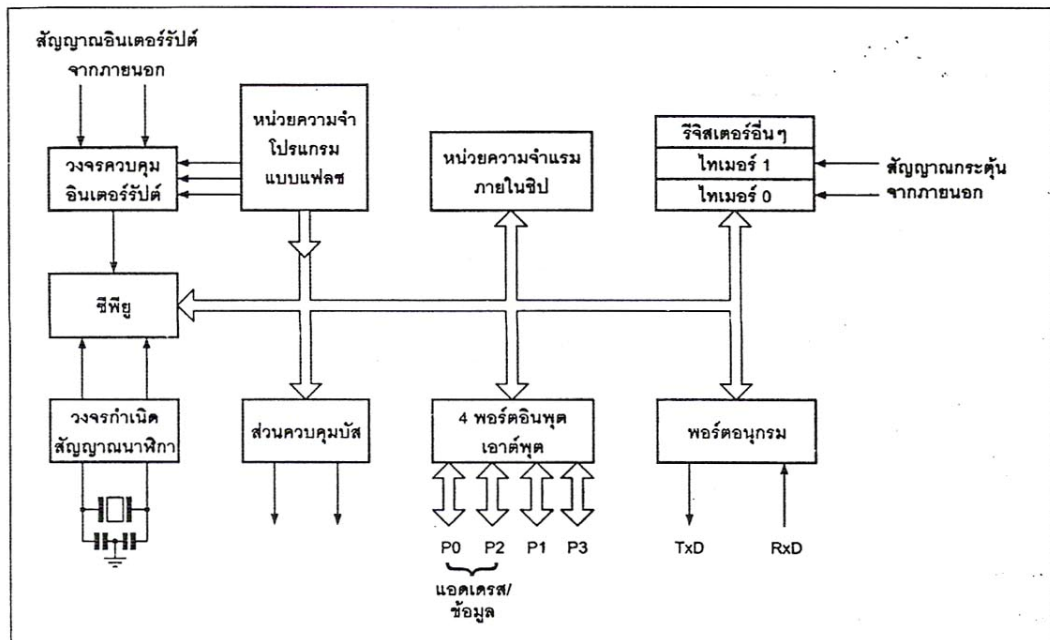 สัญญาณอินเตอร์รัปต์
จากภายนอก
หน่วยความจำ
โปรแกรม
แบบแฟลช
วงจรควบคุม
อินเตอร์รัปต์
หน่วยความจำแรม
ภายในชิป
รีจิสเตอร์อื่นๆ
ไทเมอร์ 1
ไทเมอร์ 0
สัญญาณกระตุ้น
จากภายนอก
ซีพียู
วงจรกำเนิด
สัญญาณนาฬิกา
ส่วนควบคุมบัส
4 พอร์ตอินพุต
เอาต์พุต
พอร์ตอนุกรม
P0 P2 P1 P3
TxD RxD
แอดเดรส/
ข้อมูล